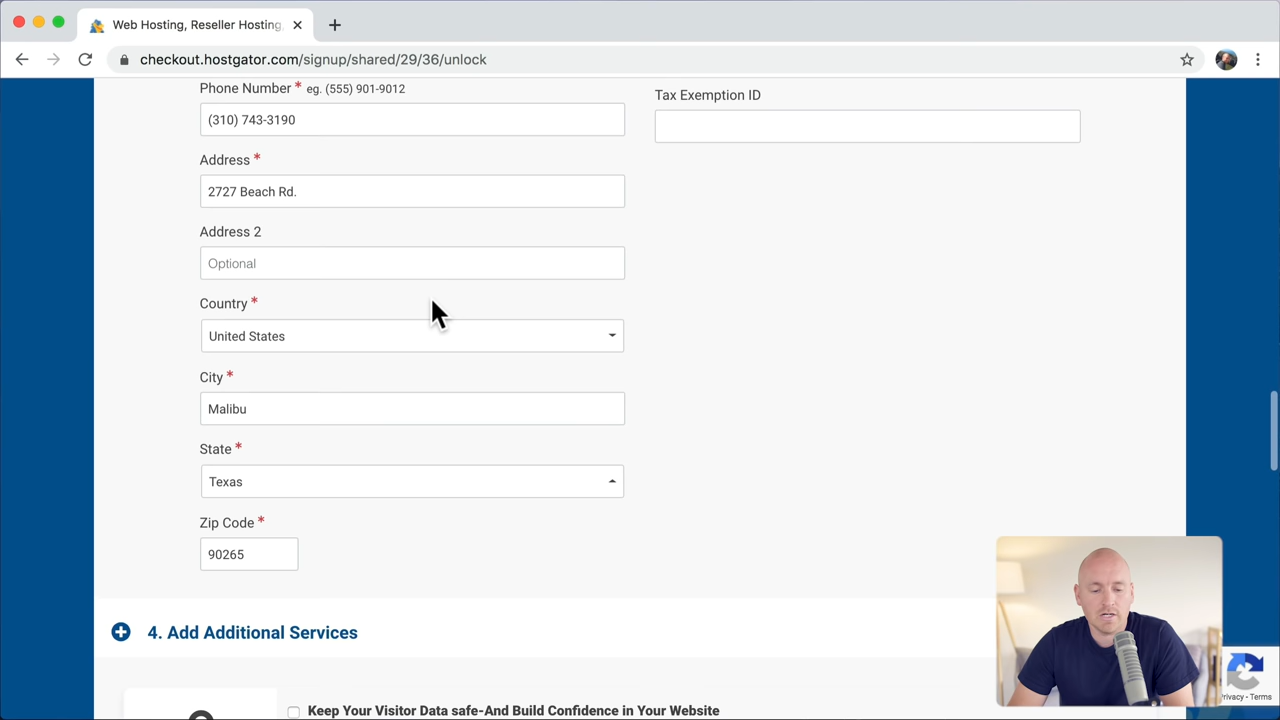 Web Hosting, Reseller Hosting,
checkout.hostgator.com/signup/shared/29/36/unlock
Phone Number * eg. (555) 901-9012
(310) 743-3190
Tax Exemption ID
Address *
2727 Beach Rd.
Address 2
Optional
Country *
United States
City *
Malibu
State *
Texas
Zip Code *
90265
4. Add Additional Services
Keep Your Visitor Data safe-And Build Confidence in Your Website
Privacy - Terms